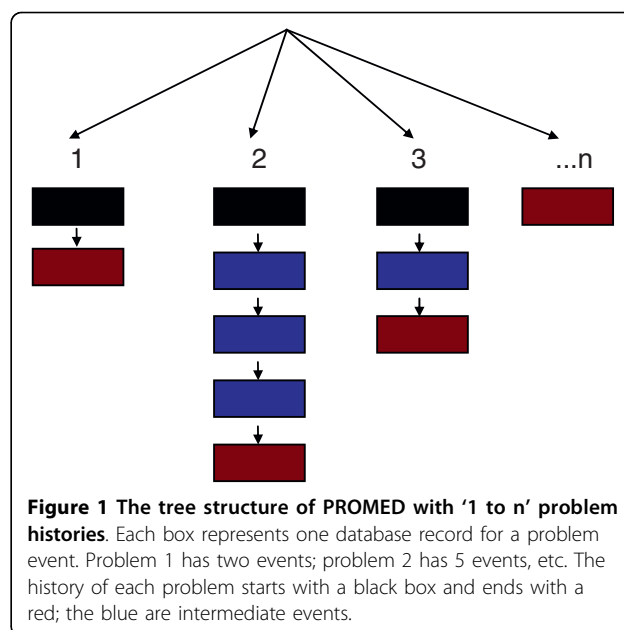 1 2 3 ...n
Figure 1 The tree structure of PROMED with ‘1 to n’ problem
histories. Each box represents one database record for a problem
event. Problem 1 has two events; problem 2 has 5 events, etc. The
history of each problem starts with a black box and ends with a
red; the blue are intermediate events.